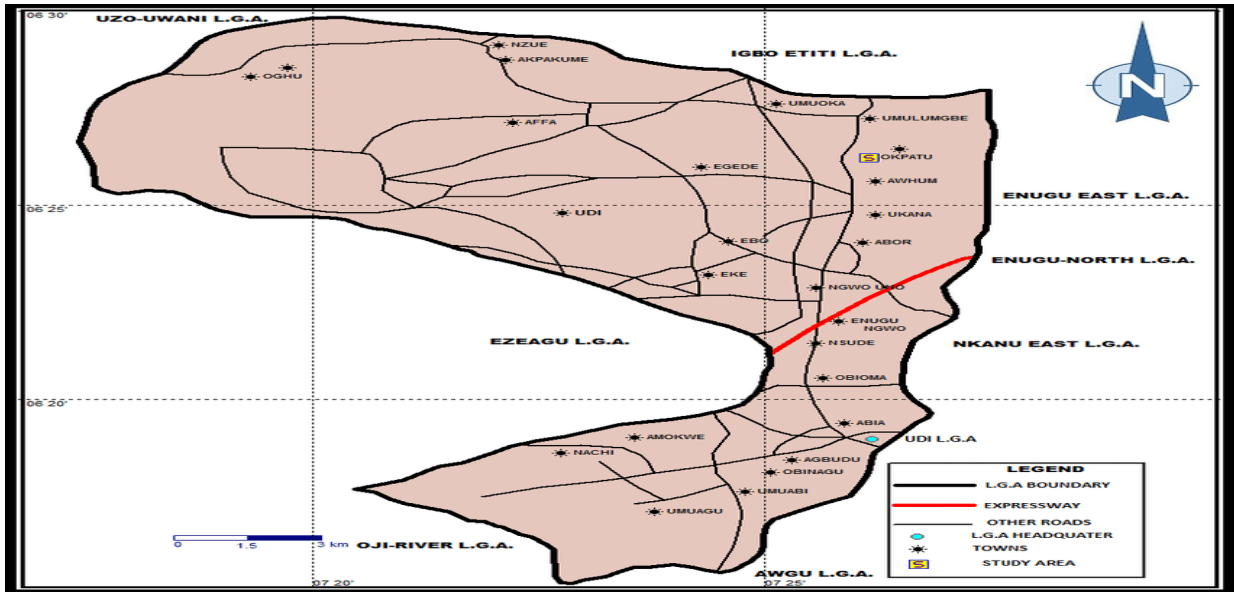 06 30'
UZO-UWANI L.G.A.
IGBO ETITI L.G.A.
N
NZUE
AKPAKUME
OGHU
UMUOKA
UMULUMGBE
AFFA
S
OKPATU
EGEDE
AWHUM
ENUGU EAST L.G.A.
06 25'
UDI
UKANA
EBO
ABOR
ENUGU-NORTH L.G.A.
EKE
NGWO UNO
ENUGU
NGWO
EZEAGU L.G.A.
NSUDE
NKANU EAST L.G.A.
OBIOMA
06 20'
ABIA
AMOKWE
UDI L.G.A
NACHI
AGBUDU
OBINAGU
UMUABI
UMUAGU
LEGEND
L.G.A BOUNDARY
EXPRESSWAY
OTHER ROADS
L.G.A HEADQUATER
TOWNS
S
STUDY AREA
0 1.5 3 km
OJI-RIVER L.G.A.
AWGU L.G.A.
07 20'
07 25'